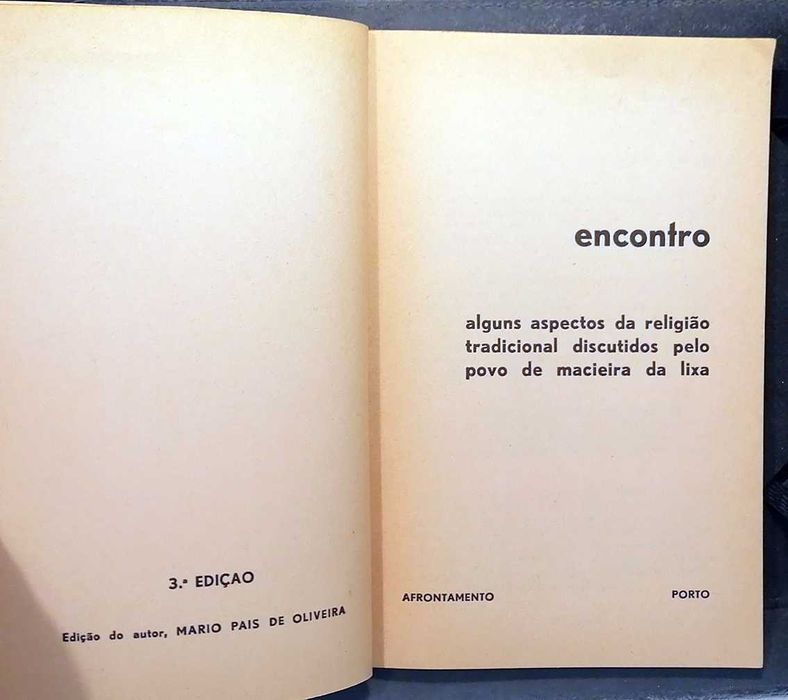 3.ª EDIÇAO
Edição do autor, MARIO PAIS DE OLIVEIRA
encontro
alguns aspectos da religião
tradicional discutidos pelo
povo de macieira da lixa
AFRONTAMENTO PORTO